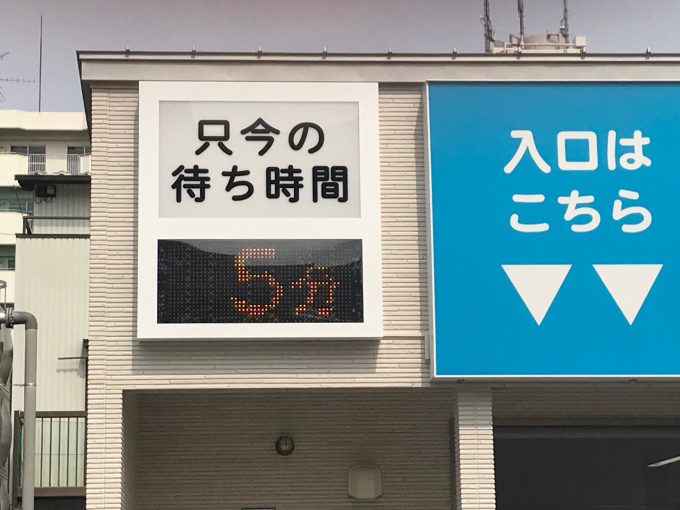 只今の
待ち時間
5分
入口は
こちら